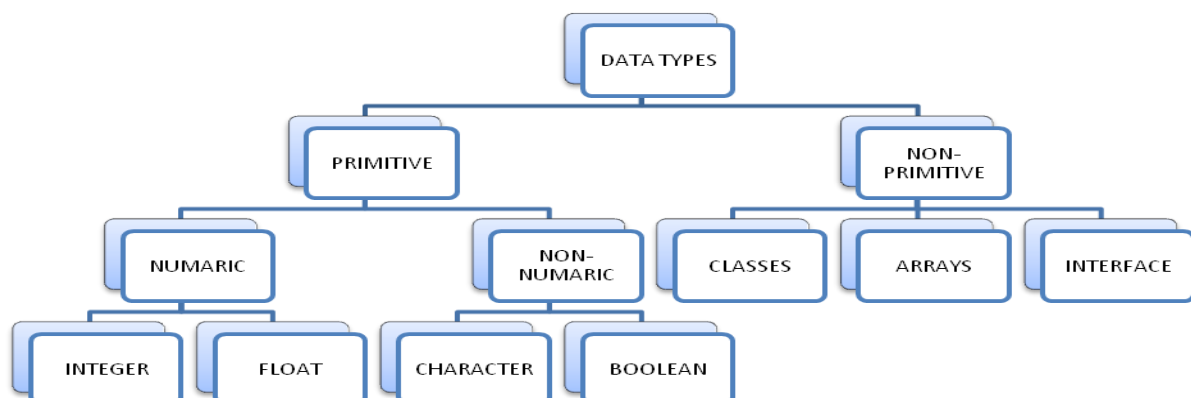 DATA TYPES
PRIMITIVE
NON-
PRIMITIVE
NUMARIC
NON-
NUMARIC
CLASSES
ARRAYS
INTERFACE
INTEGER
FLOAT
CHARACTER
BOOLEAN